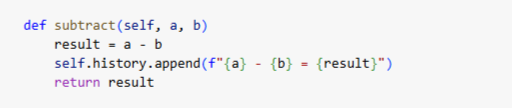 def subtract(self, a, b)
    result = a - b
    self.history.append(f"{a} - {b} = {result}")
    return result